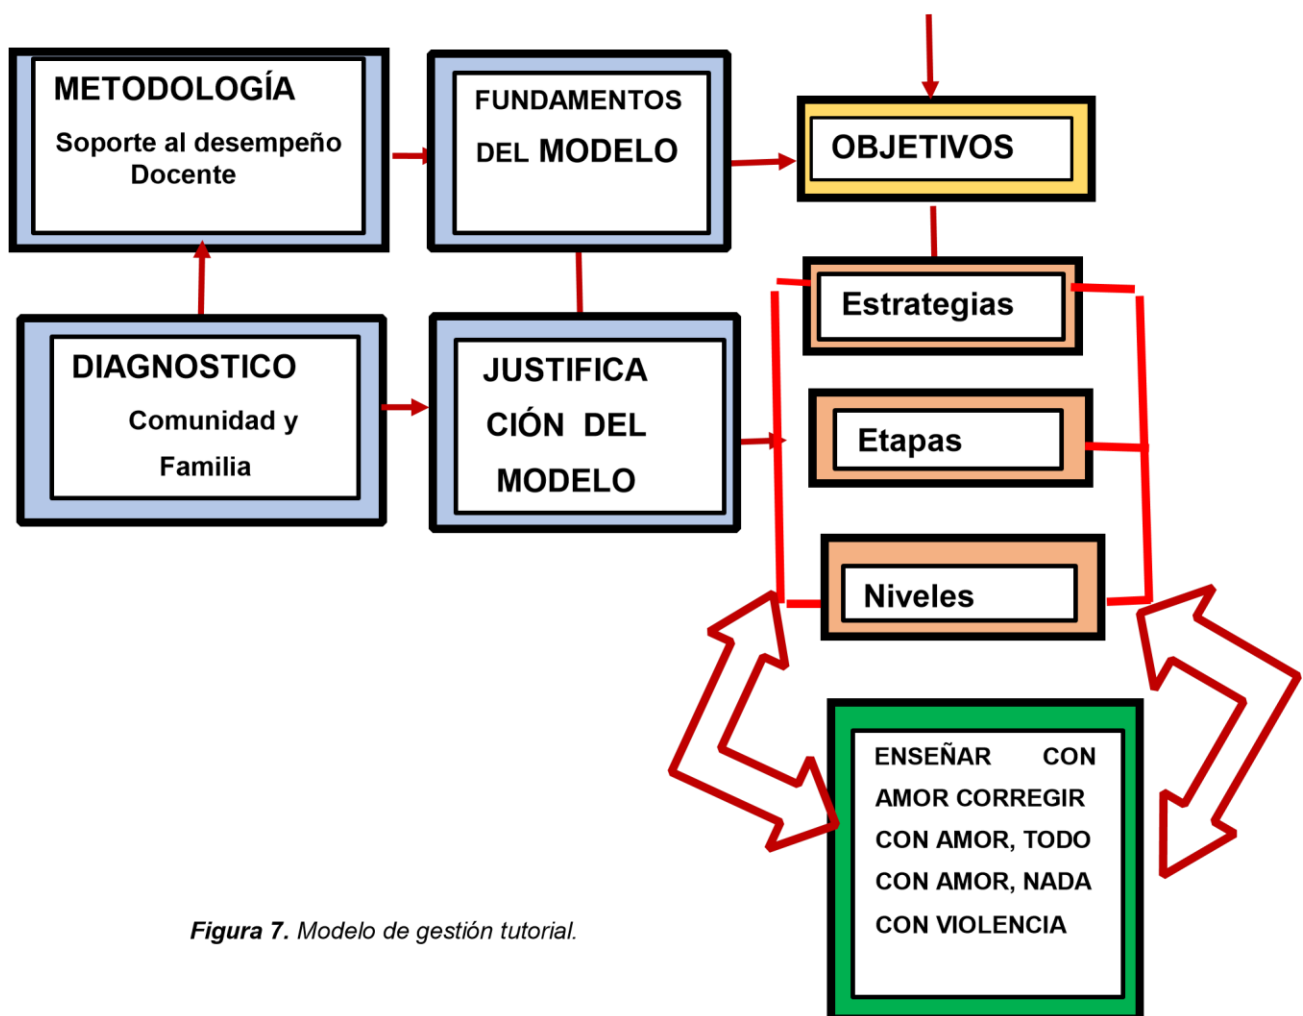 METODOLOGÍA
Soporte al desempeño
Docente
FUNDAMENTOS
DEL MODELO
OBJETIVOS
DIAGNOSTICO
Comunidad y
Familia
JUSTIFICA
CIÓN DEL
MODELO
Estrategias
Etapas
Niveles
ENSEÑAR CON
AMOR CORREGIR
CON AMOR, TODO
CON AMOR, NADA
CON VIOLENCIA
Figura 7. Modelo de gestión tutorial.